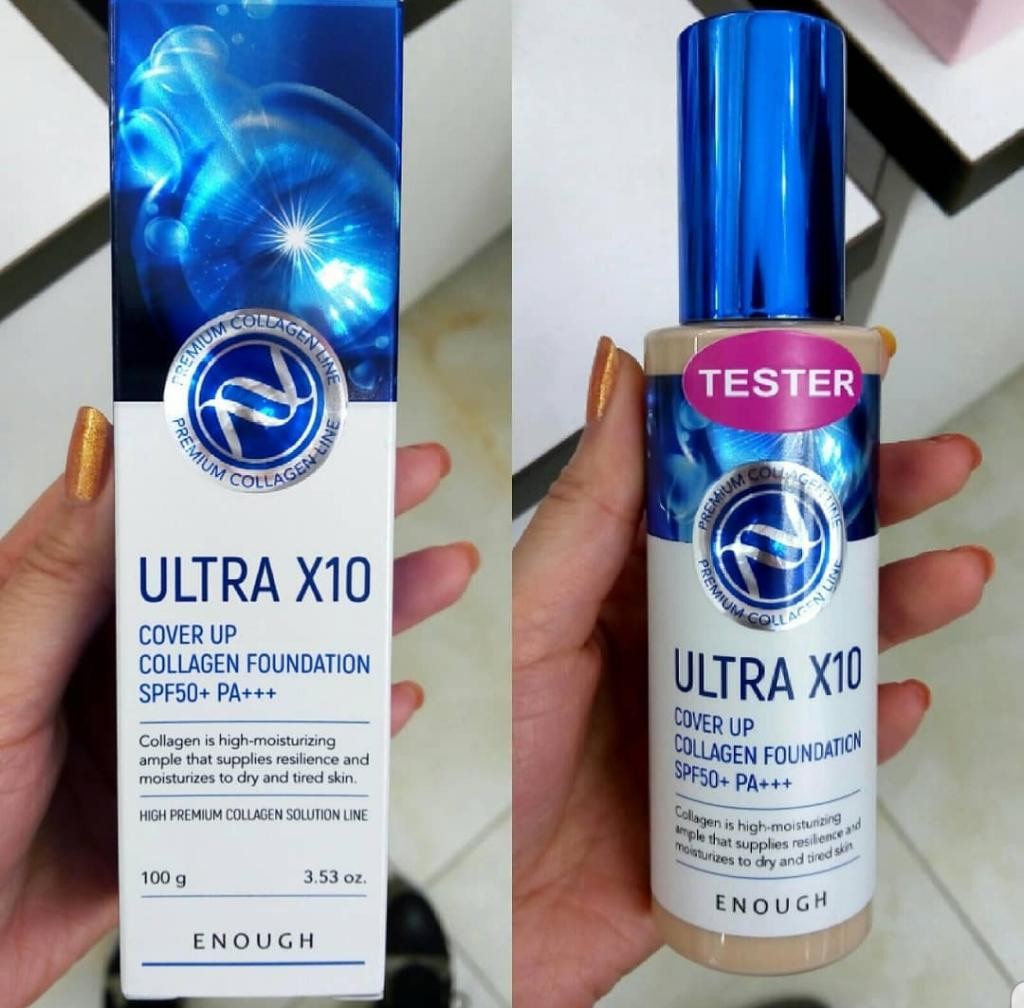 PREMIUM COLLAGEN LINE
PREMIUM COLLAGEN LINE
ULTRA X10
COVER UP
COLLAGEN FOUNDATION
SPF50+ PA+++
Collagen is high-moisturizing
ample that supplies resilience and
moisturizes to dry and tired skin.
HIGH PREMIUM COLLAGEN SOLUTION LINE
100 g 3.53 oz.
ENOUGH
TESTER
PREMIUM COLLAGEN LINE
PREMIUM COLLAGEN LINE
ULTRA X10
COVER UP
COLLAGEN FOUNDATION
SPF50+ PA+++
Collagen is high-moisturizing
ample that supplies resilience and
moisturizes to dry and tired skin.
ENOUGH